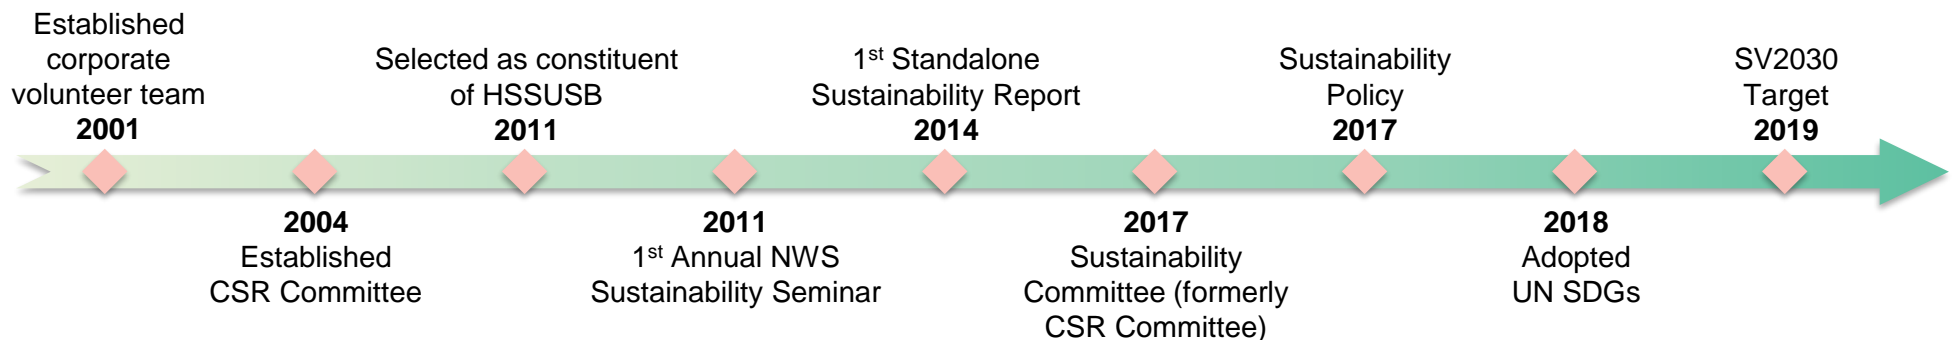 Established
corporate
volunteer team
2001
2004
Established
CSR Committee
Selected as constituent
of HSSUSB
2011
2011
1st Annual NWS
Sustainability Seminar
1st Standalone
Sustainability Report
2014
2017
Sustainability
Committee (formerly
CSR Committee)
Sustainability
Policy
2017
2018
Adopted
UN SDGs
SV2030
Target
2019